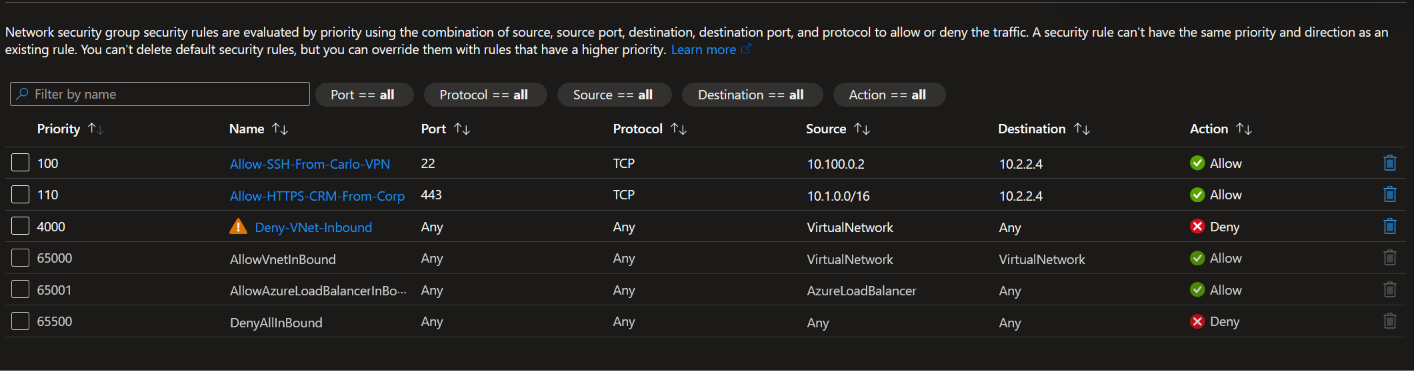 Network security group security rules are evaluated by priority using the combination of source, source port, destination, destination port, and protocol to allow or deny the traffic. A security rule can't have the same priority and direction as an
existing rule. You can't delete default security rules, but you can override them with rules that have a higher priority. Learn more
Filter by name Port == all Protocol == all Source == all Destination == all Action == all
Priority ↑↓ Name ↑↓ Port ↑↓ Protocol ↑↓ Source ↑↓ Destination ↑↓ Action ↑↓
100 Allow-SSH-From-Carlo-VPN 22 TCP 10.100.0.2 10.2.2.4 Allow
110 Allow-HTTPS-CRM-From-Corp 443 TCP 10.1.0.0/16 10.2.2.4 Allow
4000 Deny-VNet-Inbound Any Any VirtualNetwork Any Deny
65000 AllowVnetInBound Any Any VirtualNetwork VirtualNetwork Allow
65001 AllowAzureLoadBalancerInBo... Any Any AzureLoadBalancer Any Allow
65500 DenyAllInBound Any Any Any Any Deny